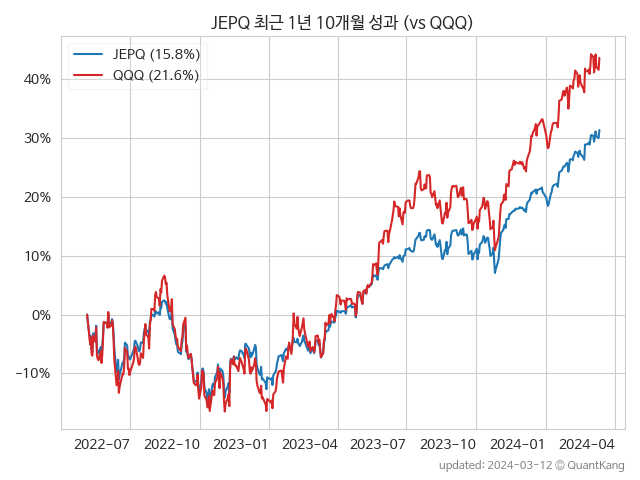 JEPQ 최근 1년 10개월 성과 (vs QQQ)
JEPQ (15.8%)
QQQ (21.6%)
40%
30%
20%
10%
0%
−10%
2022-07 2022-10 2023-01 2023-04 2023-07 2023-10 2024-01 2024-04
updated: 2024-03-12 © QuantKang